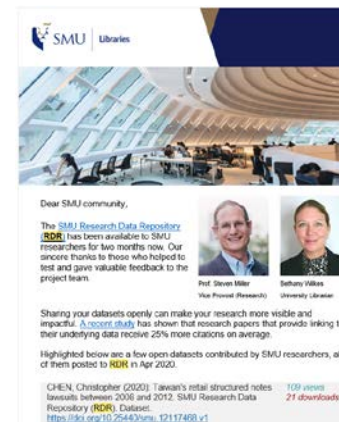 SMU Libraries
Dear SMU community,
The SMU Research Data Repository
(RDR) has been available to SMU
researchers for two months now. Our
sincere thanks to those who helped to
test and gave valuable feedback to the
project team.
Prof. Steven Miller
Vice Provost (Research)
Bethany Wilkes
University Librarian
Sharing your datasets openly can make your research more visible and
impactful. A recent study has shown that research papers that provide linking t
their underlying data receive 25% more citations on average.
Highlighted below are a few open datasets contributed by SMU researchers, al
of them posted to RDR in Apr 2020.
CHEN, Christopher (2020): Taiwan's retail structured notes
lawsuits between 2006 and 2012. SMU Research Data
Repository (RDR). Dataset.
https://doi.org/10.25440/smu.12117468.v1
109 views
21 downloads